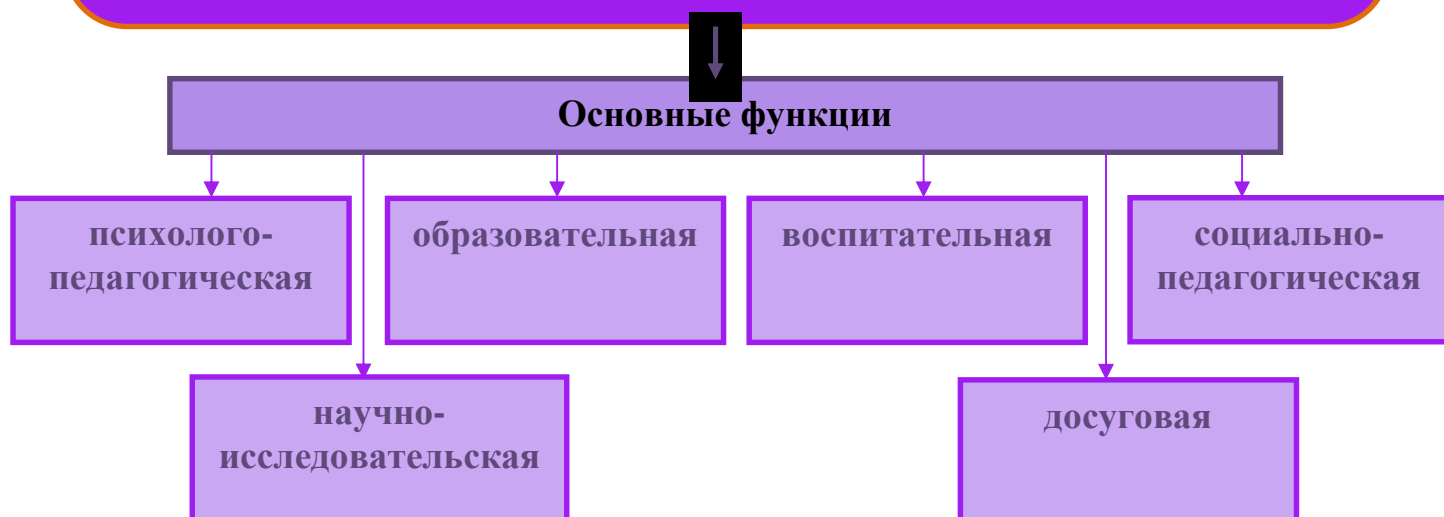 Основные функции
психолого-
педагогическая
образовательная
воспитательная
социально-
педагогическая
научно-
исследовательская
досуговая